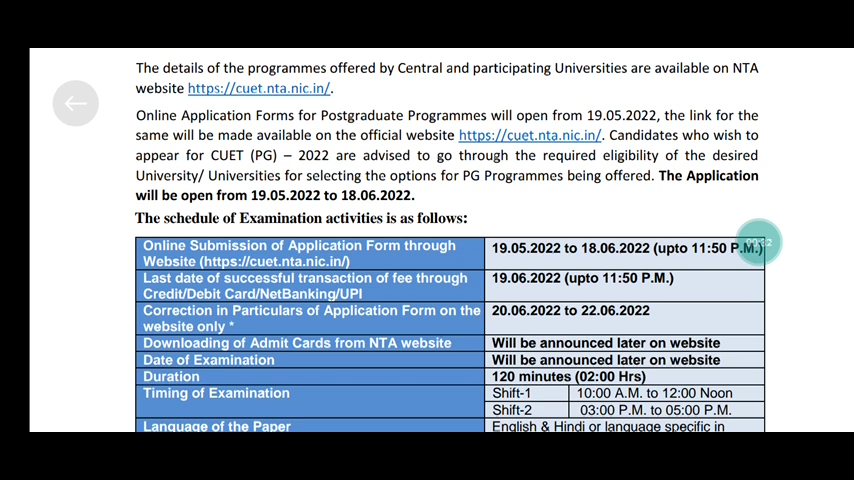 The details of the programmes offered by Central and participating Universities are available on NTA
website https://cuet.nta.nic.in/.
Online Application Forms for Postgraduate Programmes will open from 19.05.2022, the link for the
same will be made available on the official website https://cuet.nta.nic.in/. Candidates who wish to
appear for CUET (PG) – 2022 are advised to go through the required eligibility of the desired
University/ Universities for selecting the options for PG Programmes being offered. The Application
will be open from 19.05.2022 to 18.06.2022.
The schedule of Examination activities is as follows:
Online Submission of Application Form through
Website (https://cuet.nta.nic.in/)
19.05.2022 to 18.06.2022 (upto 11:50 P.M.)
00:32
Last date of successful transaction of fee through
Credit/Debit Card/NetBanking/UPI
19.06.2022 (upto 11:50 P.M.)
Correction in Particulars of Application Form on the
website only *
20.06.2022 to 22.06.2022
Downloading of Admit Cards from NTA website
Will be announced later on website
Date of Examination
Will be announced later on website
Duration
120 minutes (02:00 Hrs)
Timing of Examination
Shift-1 10:00 A.M. to 12:00 Noon
Shift-2 03:00 P.M. to 05:00 P.M.
Language of the Paper
English & Hindi or language specific in